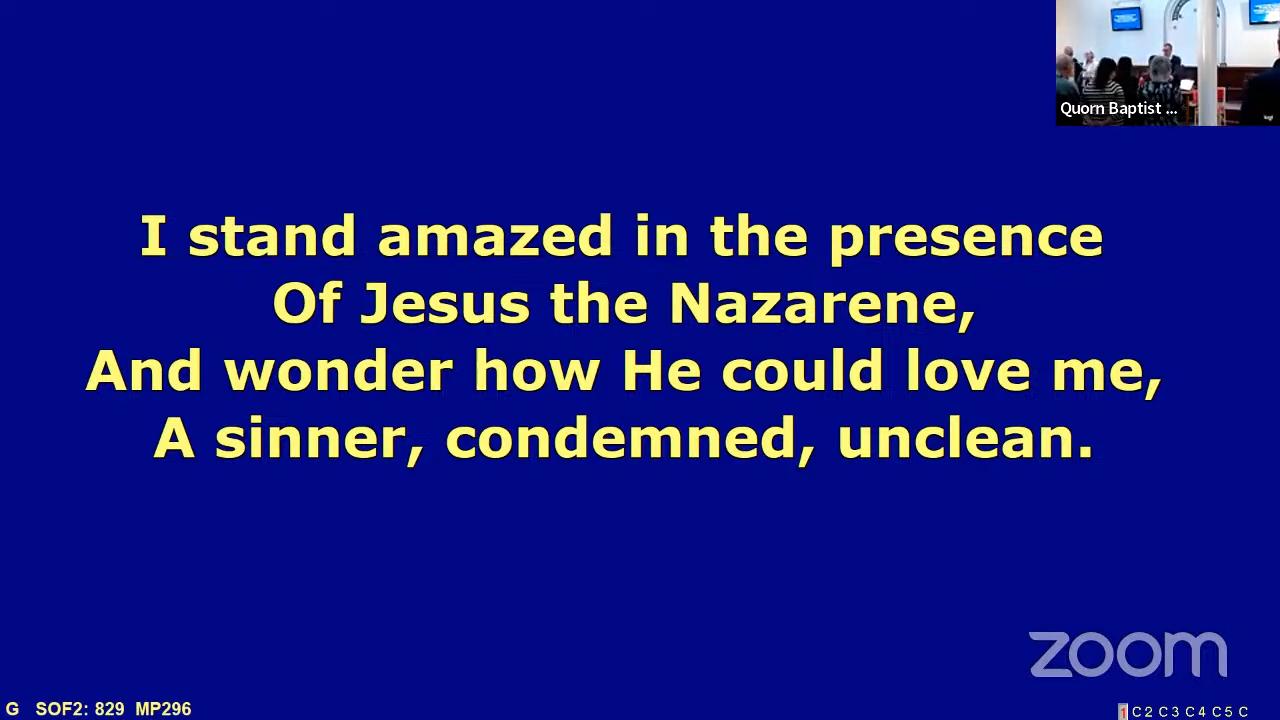 Quorn Baptist ...
I stand amazed in the presence
Of Jesus the Nazarene,
And wonder how He could love me,
A sinner, condemned, unclean.
zoom
G SOF2: 829 MP296
1 C 2 C 3 C 4 C 5 C